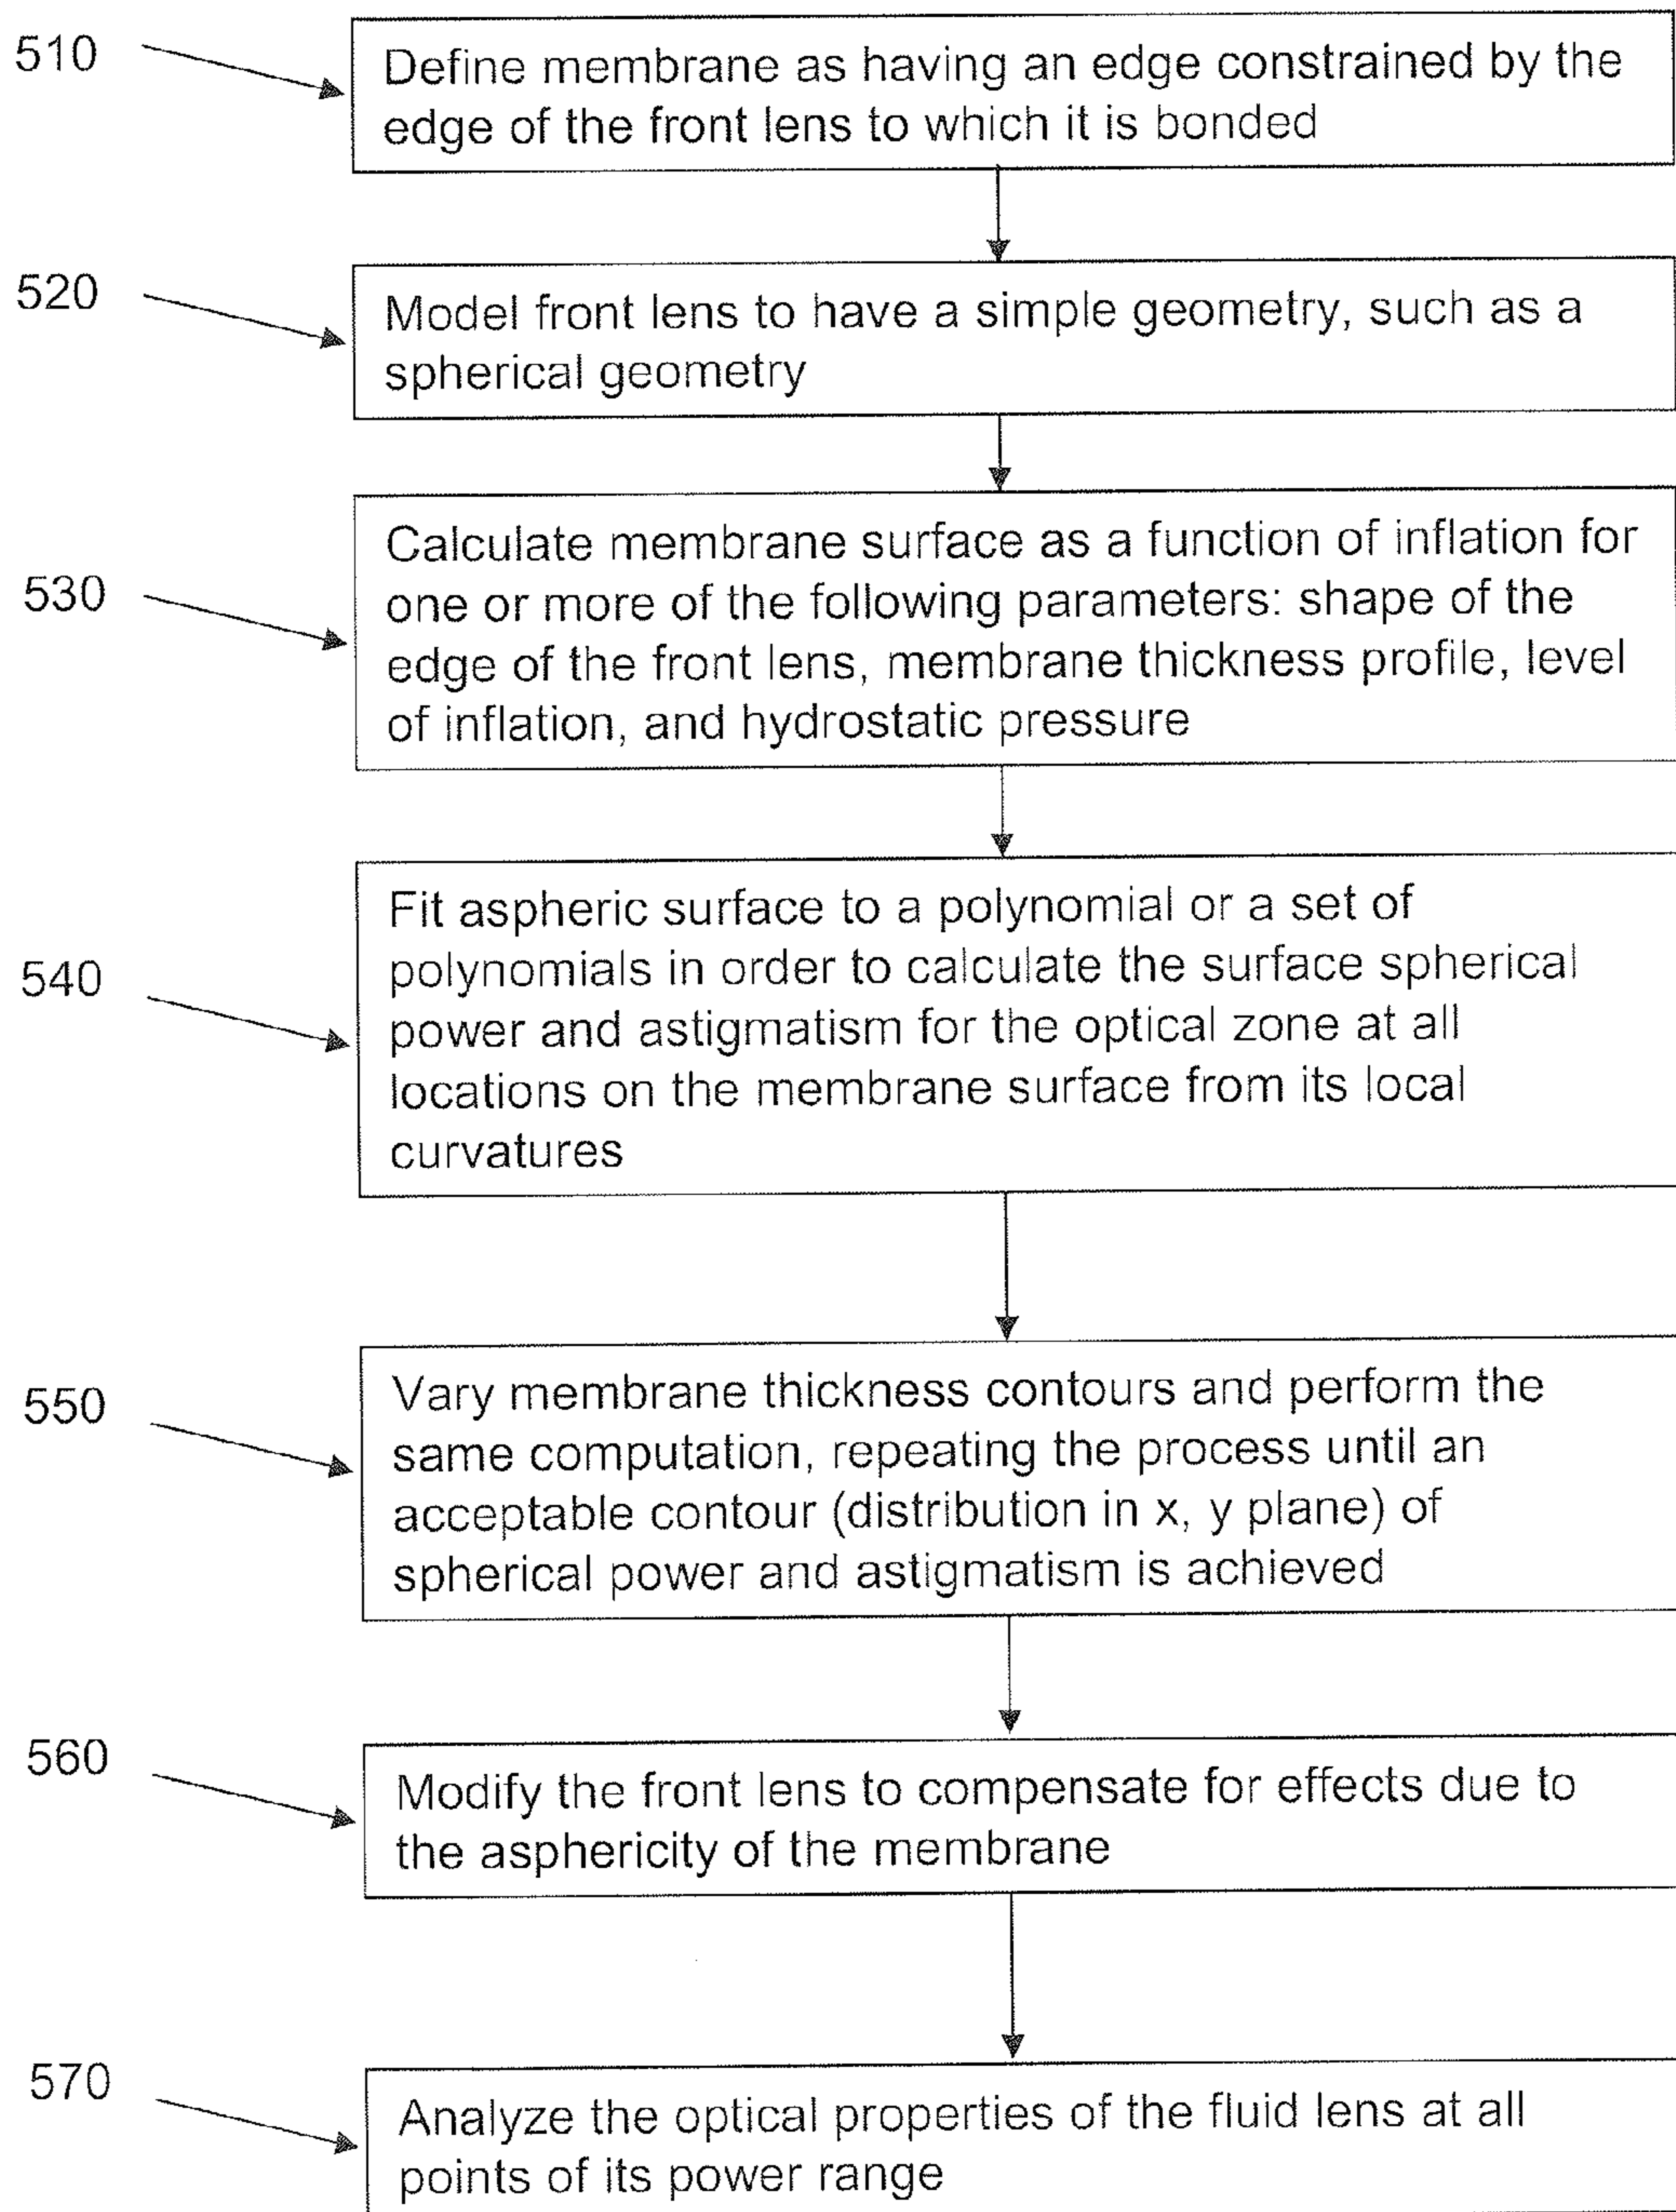 510
Define membrane as having an edge constrained by the
edge of the front lens to which it is bonded
520
Model front lens to have a simple geometry, such as a
spherical geometry
530
Calculate membrane surface as a function of inflation for
one or more of the following parameters: shape of the
edge of the front lens, membrane thickness profile, level
of inflation, and hydrostatic pressure
540
Fit aspheric surface to a polynomial or a set of
polynomials in order to calculate the surface spherical
power and astigmatism for the optical zone at all
locations on the membrane surface from its local
curvatures
550
Vary membrane thickness contours and perform the
same computation, repeating the process until an
acceptable contour (distribution in x, y plane) of
spherical power and astigmatism is achieved
560
Modify the front lens to compensate for effects due to
the asphericity of the membrane
570
Analyze the optical properties of the fluid lens at all
points of its power range